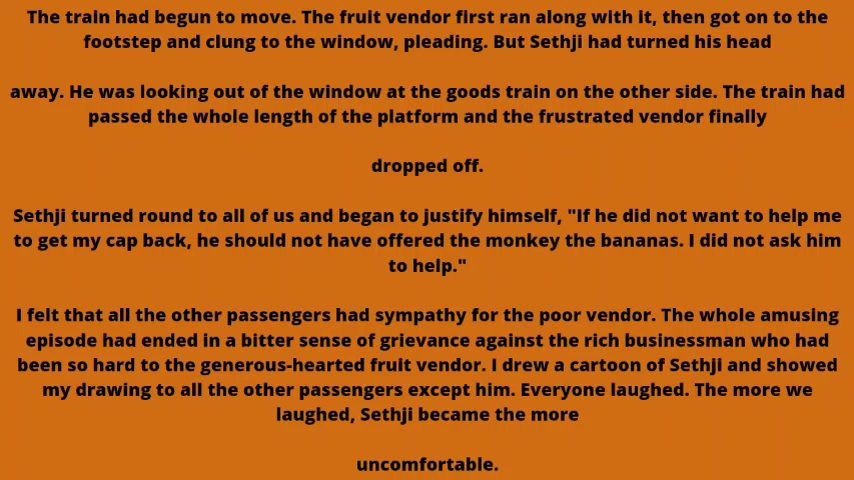 The train had begun to move. The fruit vendor first ran along with it, then got on to the
footstep and clung to the window, pleading. But Sethji had turned his head
away. He was looking out of the window at the goods train on the other side. The train had
passed the whole length of the platform and the frustrated vendor finally
dropped off.
Sethji turned round to all of us and began to justify himself, "If he did not want to help me
to get my cap back, he should not have offered the monkey the bananas. I did not ask him
to help."
I felt that all the other passengers had sympathy for the poor vendor. The whole amusing
episode had ended in a bitter sense of grievance against the rich businessman who had
been so hard to the generous-hearted fruit vendor. I drew a cartoon of Sethji and showed
my drawing to all the other passengers except him. Everyone laughed. The more we
laughed, Sethji became the more
uncomfortable.